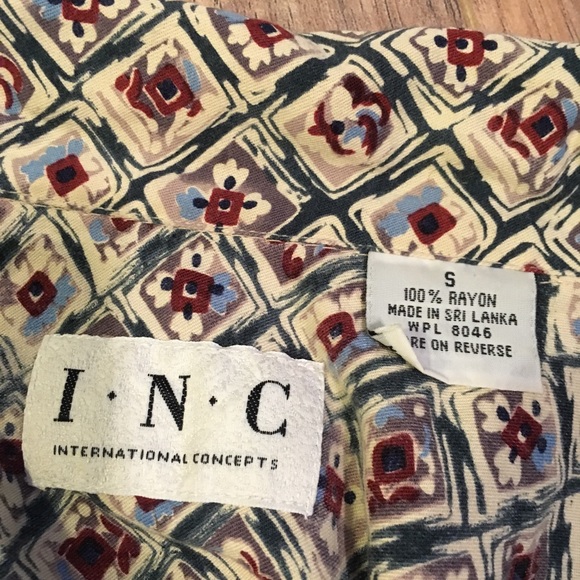 I·N·C
INTERNATIONAL CONCEPTS
S
100% RAYON
MADE IN SRI LANKA
WPL 8046
RE ON REVERSE